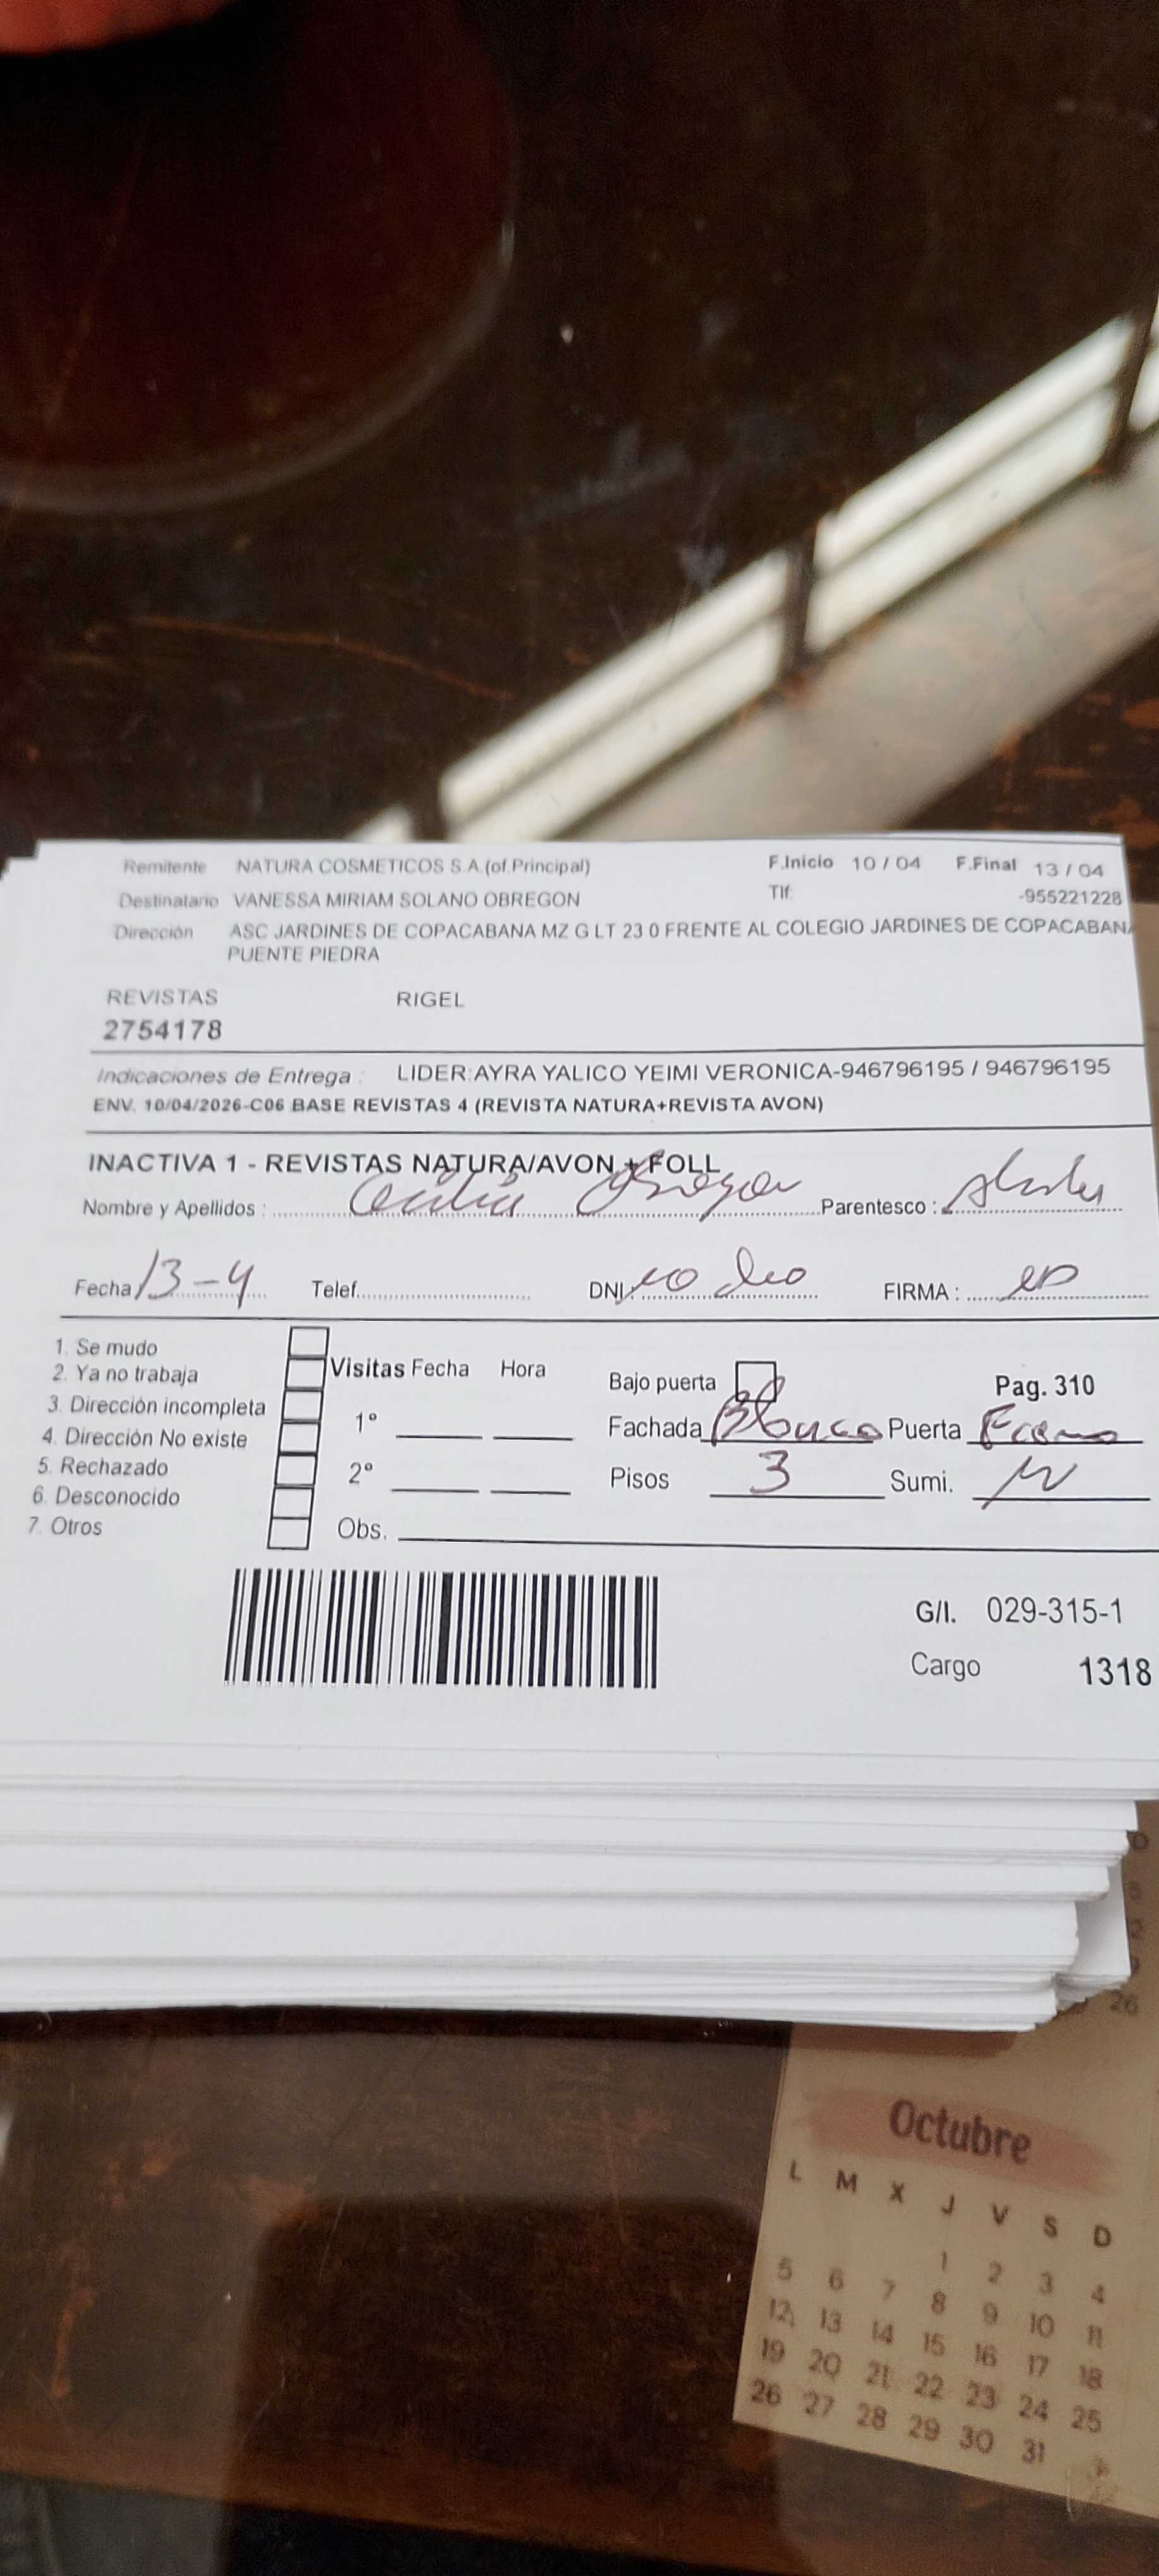 Remitente NATURA COSMETICOS S.A (of.Principal) F.Inicio 10 / 04 F.Final 13 / 04
Destinatario VANESSA MIRIAM SOLANO OBREGON Tlf. -955221228
Dirección ASC JARDINES DE COPACABANA MZ G LT 23 0 FRENTE AL COLEGIO JARDINES DE COPACABANA
PUENTE PIEDRA
REVISTAS RIGEL
2754178
Indicaciones de Entrega : LIDER:AYRA YALICO YEIMI VERONICA-946796195 / 946796195
ENV. 10/04/2026-C06 BASE REVISTAS 4 (REVISTA NATURA+REVISTA AVON)
INACTIVA 1 - REVISTAS NATURA/AVON + FOLL
Nombre y Apellidos : Cecilia Obregon Parentesco :
Fecha 13-4 Telef. DNI: no dio FIRMA :
1. Se mudo
2. Ya no trabaja
3. Dirección incompleta
4. Dirección No existe
5. Rechazado
6. Desconocido
7. Otros
Visitas Fecha Hora
1°
2°
Obs.
Bajo puerta Pag. 310
Fachada Blanco Puerta Fierro
Pisos 3 Sumi.
G/I. 029-315-1
Cargo 1318
26
Octubre
L M X J V S D
1 2 3 4
5 6 7 8 9 10 11
12 13 14 15 16 17 18
19 20 21 22 23 24 25
26 27 28 29 30 31